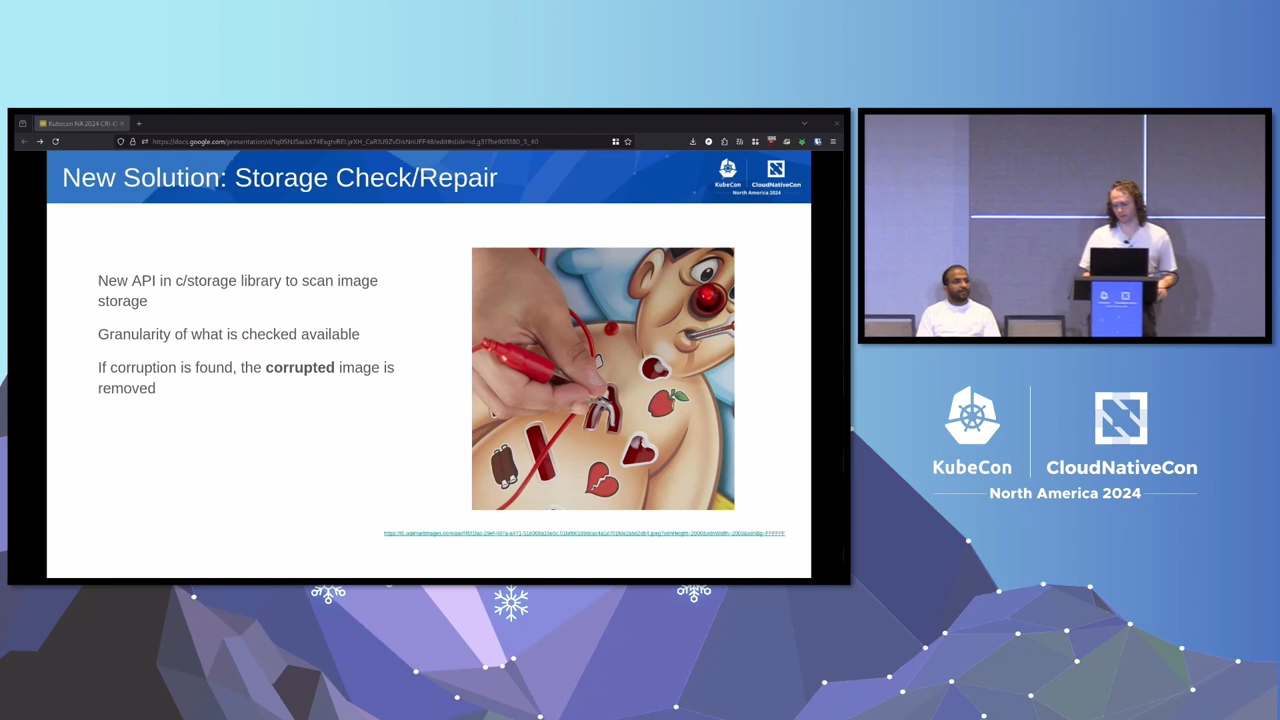 Kubecon NA 2024 CRI-O
New Solution: Storage Check/Repair
KubeCon
CloudNativeCon
North America 2024
New API in c/storage library to scan image
storage
Granularity of what is checked available
If corruption is found, the corrupted image is
removed
KubeCon
CloudNativeCon
North America 2024